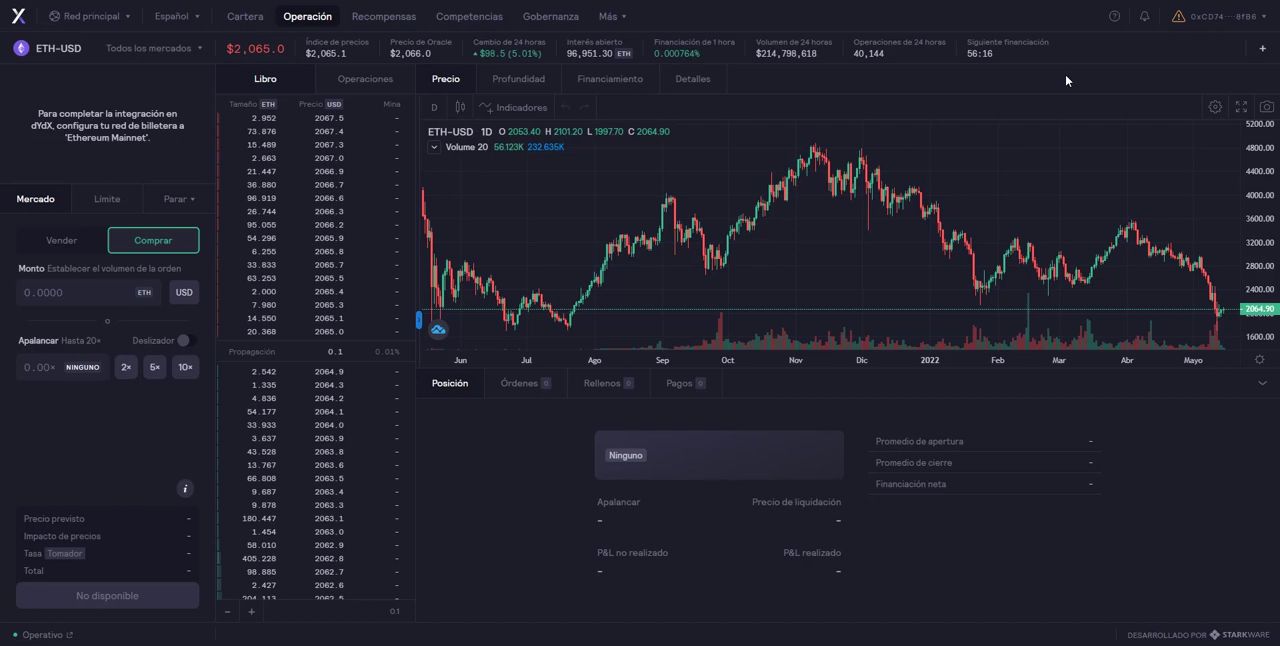 Red principal
Español
Cartera
Operación
Recompensas
Competencias
Gobernanza
Más
0xCD74 8fB6
ETH-USD
Todos los mercados
$2,065.0
Índice de precios
$2,065.1
Precio de Oracle
$2,066.0
Cambio de 24 horas
$98.5 (5.01%)
Interés abierto
96,951.30 ETH
Financiación de 1 hora
0.000764%
Volumen de 24 horas
$214,798,618
Operaciones de 24 horas
40,144
Siguiente financiación
56:16
Para completar la integración en
dYdX, configura tu red de billetera a
'Ethereum Mainnet'.
Mercado
Límite
Parar
Vender
Comprar
Monto Establecer el volumen de la orden
0.0000 ETH USD
o
Apalancar Hasta 20× Deslizador
0.00× NINGUNO 2× 5× 10×
Precio previsto -
Impacto de precios -
Tasa Tomador -
Total -
No disponible
Operativo
Libro
Operaciones
Tamaño ETH Precio USD Mina
2.952 2067.5 -
73.876 2067.4 -
15.489 2067.3 -
2.663 2067.0 -
21.447 2066.9 -
36.880 2066.7 -
96.919 2066.6 -
26.744 2066.3 -
95.055 2066.2 -
54.296 2065.9 -
6.255 2065.8 -
33.833 2065.7 -
63.253 2065.5 -
2.000 2065.4 -
7.980 2065.3 -
14.550 2065.1 -
20.368 2065.0 -
Propagación 0.1 0.01%
2.542 2064.9 -
1.335 2064.3 -
4.836 2064.2 -
54.177 2064.1 -
33.933 2064.0 -
3.637 2063.9 -
43.528 2063.8 -
13.767 2063.6 -
66.808 2063.5 -
9.687 2063.4 -
9.878 2063.3 -
180.447 2063.1 -
1.454 2063.0 -
58.010 2062.9 -
405.228 2062.8 -
98.885 2062.7 -
2.427 2062.6 -
204.113 2062.5 -
− + 0.1
Precio
Profundidad
Financiamiento
Detalles
D
Indicadores
ETH-USD 1D O 2053.40 H 2101.20 L 1997.70 C 2064.90
Volume 20 56.123K 232.635K
5200.00
4800.00
4400.00
4000.00
3600.00
3200.00
2800.00
2400.00
2064.90
1600.00
Jun Jul Ago Sep Oct Nov Dic 2022 Feb Mar Abr Mayo
Posición
Órdenes 0
Rellenos 0
Pagos 0
Ninguno
Apalancar Precio de liquidación
- -
P&L no realizado P&L realizado
- -
Promedio de apertura -
Promedio de cierre -
Financiación neta -
DESARROLLADO POR STARKWARE